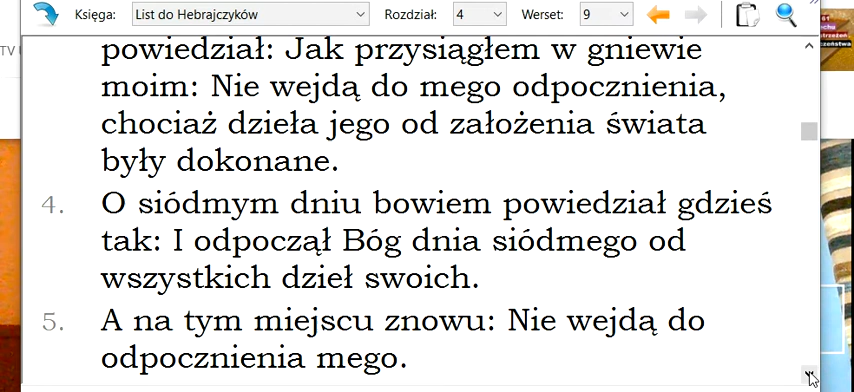 Księga: List do Hebrajczyków Rozdział: 4 Werset: 9
TV
powiedział: Jak przysiągłem w gniewie
moim: Nie wejdą do mego odpocznienia,
chociaż dzieła jego od założenia świata
były dokonane.
4. O siódmym dniu bowiem powiedział gdzieś
tak: I odpoczął Bóg dnia siódmego od
wszystkich dzieł swoich.
5. A na tym miejscu znowu: Nie wejdą do
odpocznienia mego.